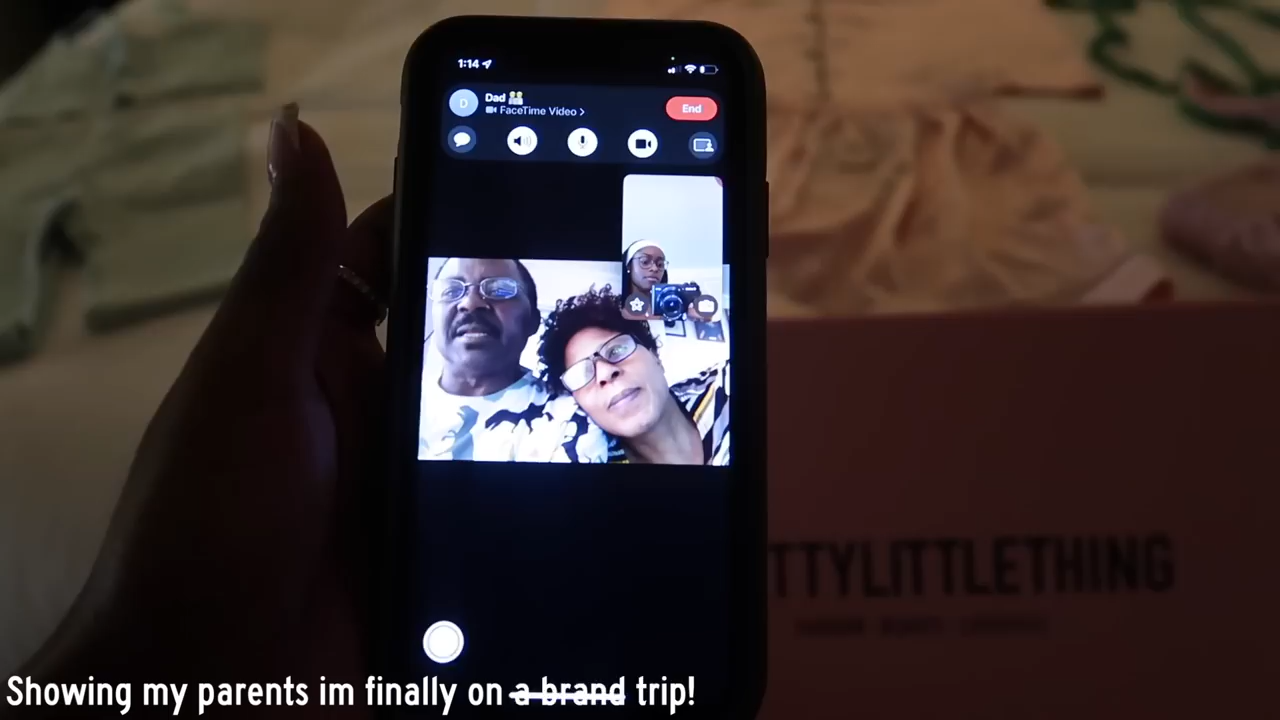 1:14
D
Dad
FaceTime Video >
End
TTYLITTLETHING
Showing my parents im finally on a brand trip!